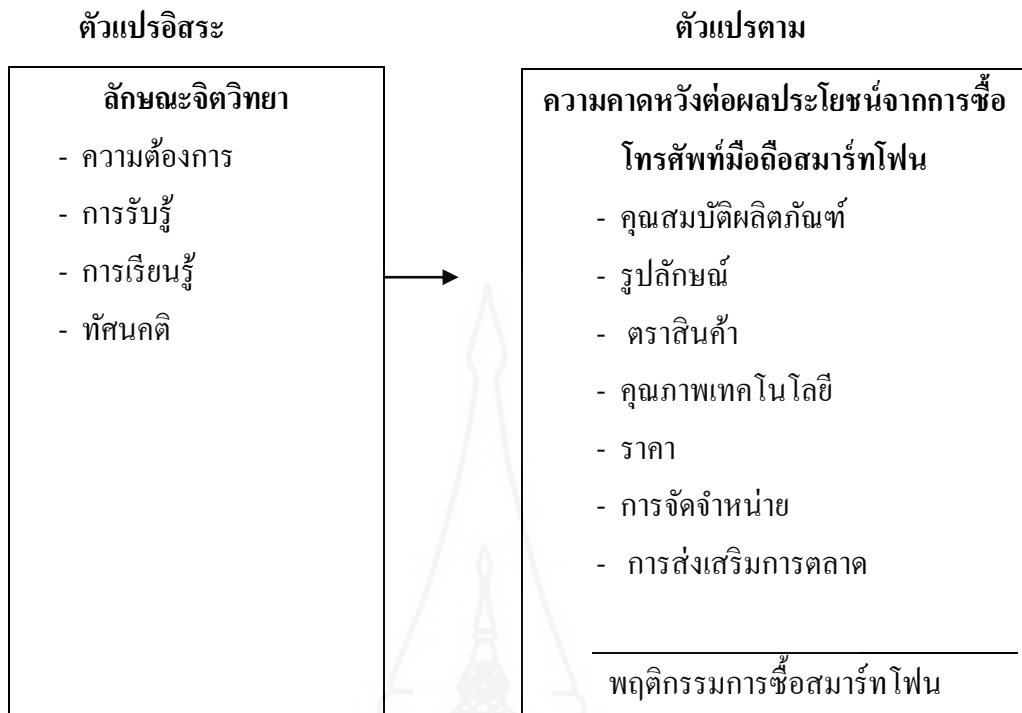 ตัวแปรอิสระ
ตัวแปรตาม
ลักษณะจิตวิทยา
- ความต้องการ
- การรับรู้
- การเรียนรู้
- ทัศนคติ
ความคาดหวังต่อผลประโยชน์จากการซื้อ
โทรศัพท์มือถือสมาร์ทโฟน
- คุณสมบัติผลิตภัณฑ์
- รูปลักษณ์
- ตราสินค้า
- คุณภาพเทคโนโลยี
- ราคา
- การจัดจำหน่าย
- การส่งเสริมการตลาด
พฤติกรรมการซื้อสมาร์ทโฟน